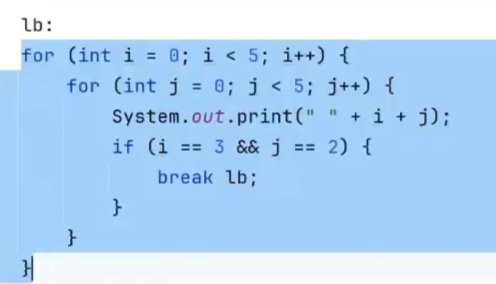 lb:
for (int i = 0; i < 5; i++) {
    for (int j = 0; j < 5; j++) {
        System.out.print(" " + i + j);
        if (i == 3 && j == 2) {
            break lb;
        }
    }
}